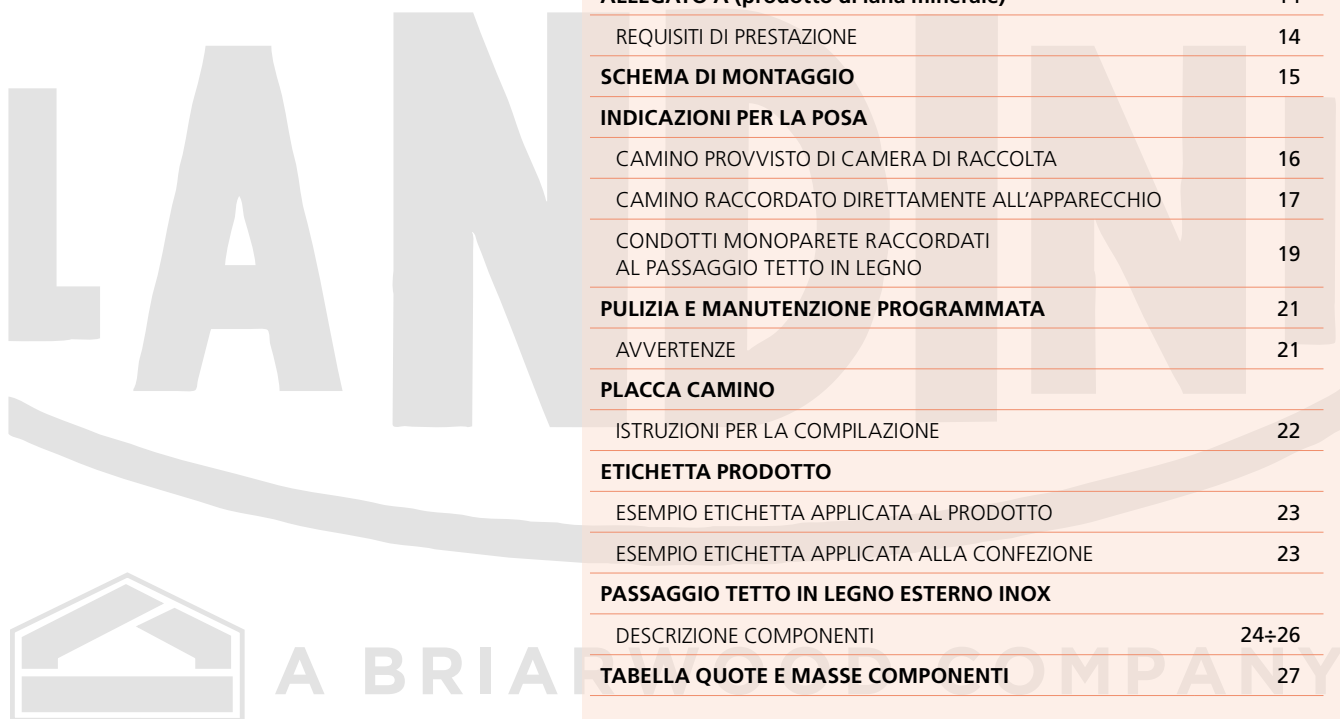 ALLEGATO A (prodotto di lana minerale) 14
REQUISITI DI PRESTAZIONE 14
SCHEMA DI MONTAGGIO 15
INDICAZIONI PER LA POSA
CAMINO PROVVISTO DI CAMERA DI RACCOLTA 16
CAMINO RACCORDATO DIRETTAMENTE ALL'APPARECCHIO 17
CONDOTTI MONOPARETE RACCORDATI
AL PASSAGGIO TETTO IN LEGNO 19
PULIZIA E MANUTENZIONE PROGRAMMATA 21
AVVERTENZE 21
PLACCA CAMINO
ISTRUZIONI PER LA COMPILAZIONE 22
ETICHETTA PRODOTTO
ESEMPIO ETICHETTA APPLICATA AL PRODOTTO 23
ESEMPIO ETICHETTA APPLICATA ALLA CONFEZIONE 23
PASSAGGIO TETTO IN LEGNO ESTERNO INOX
DESCRIZIONE COMPONENTI 24÷26
TABELLA QUOTE E MASSE COMPONENTI 27
LANDINI
A BRIARWOOD COMPANY